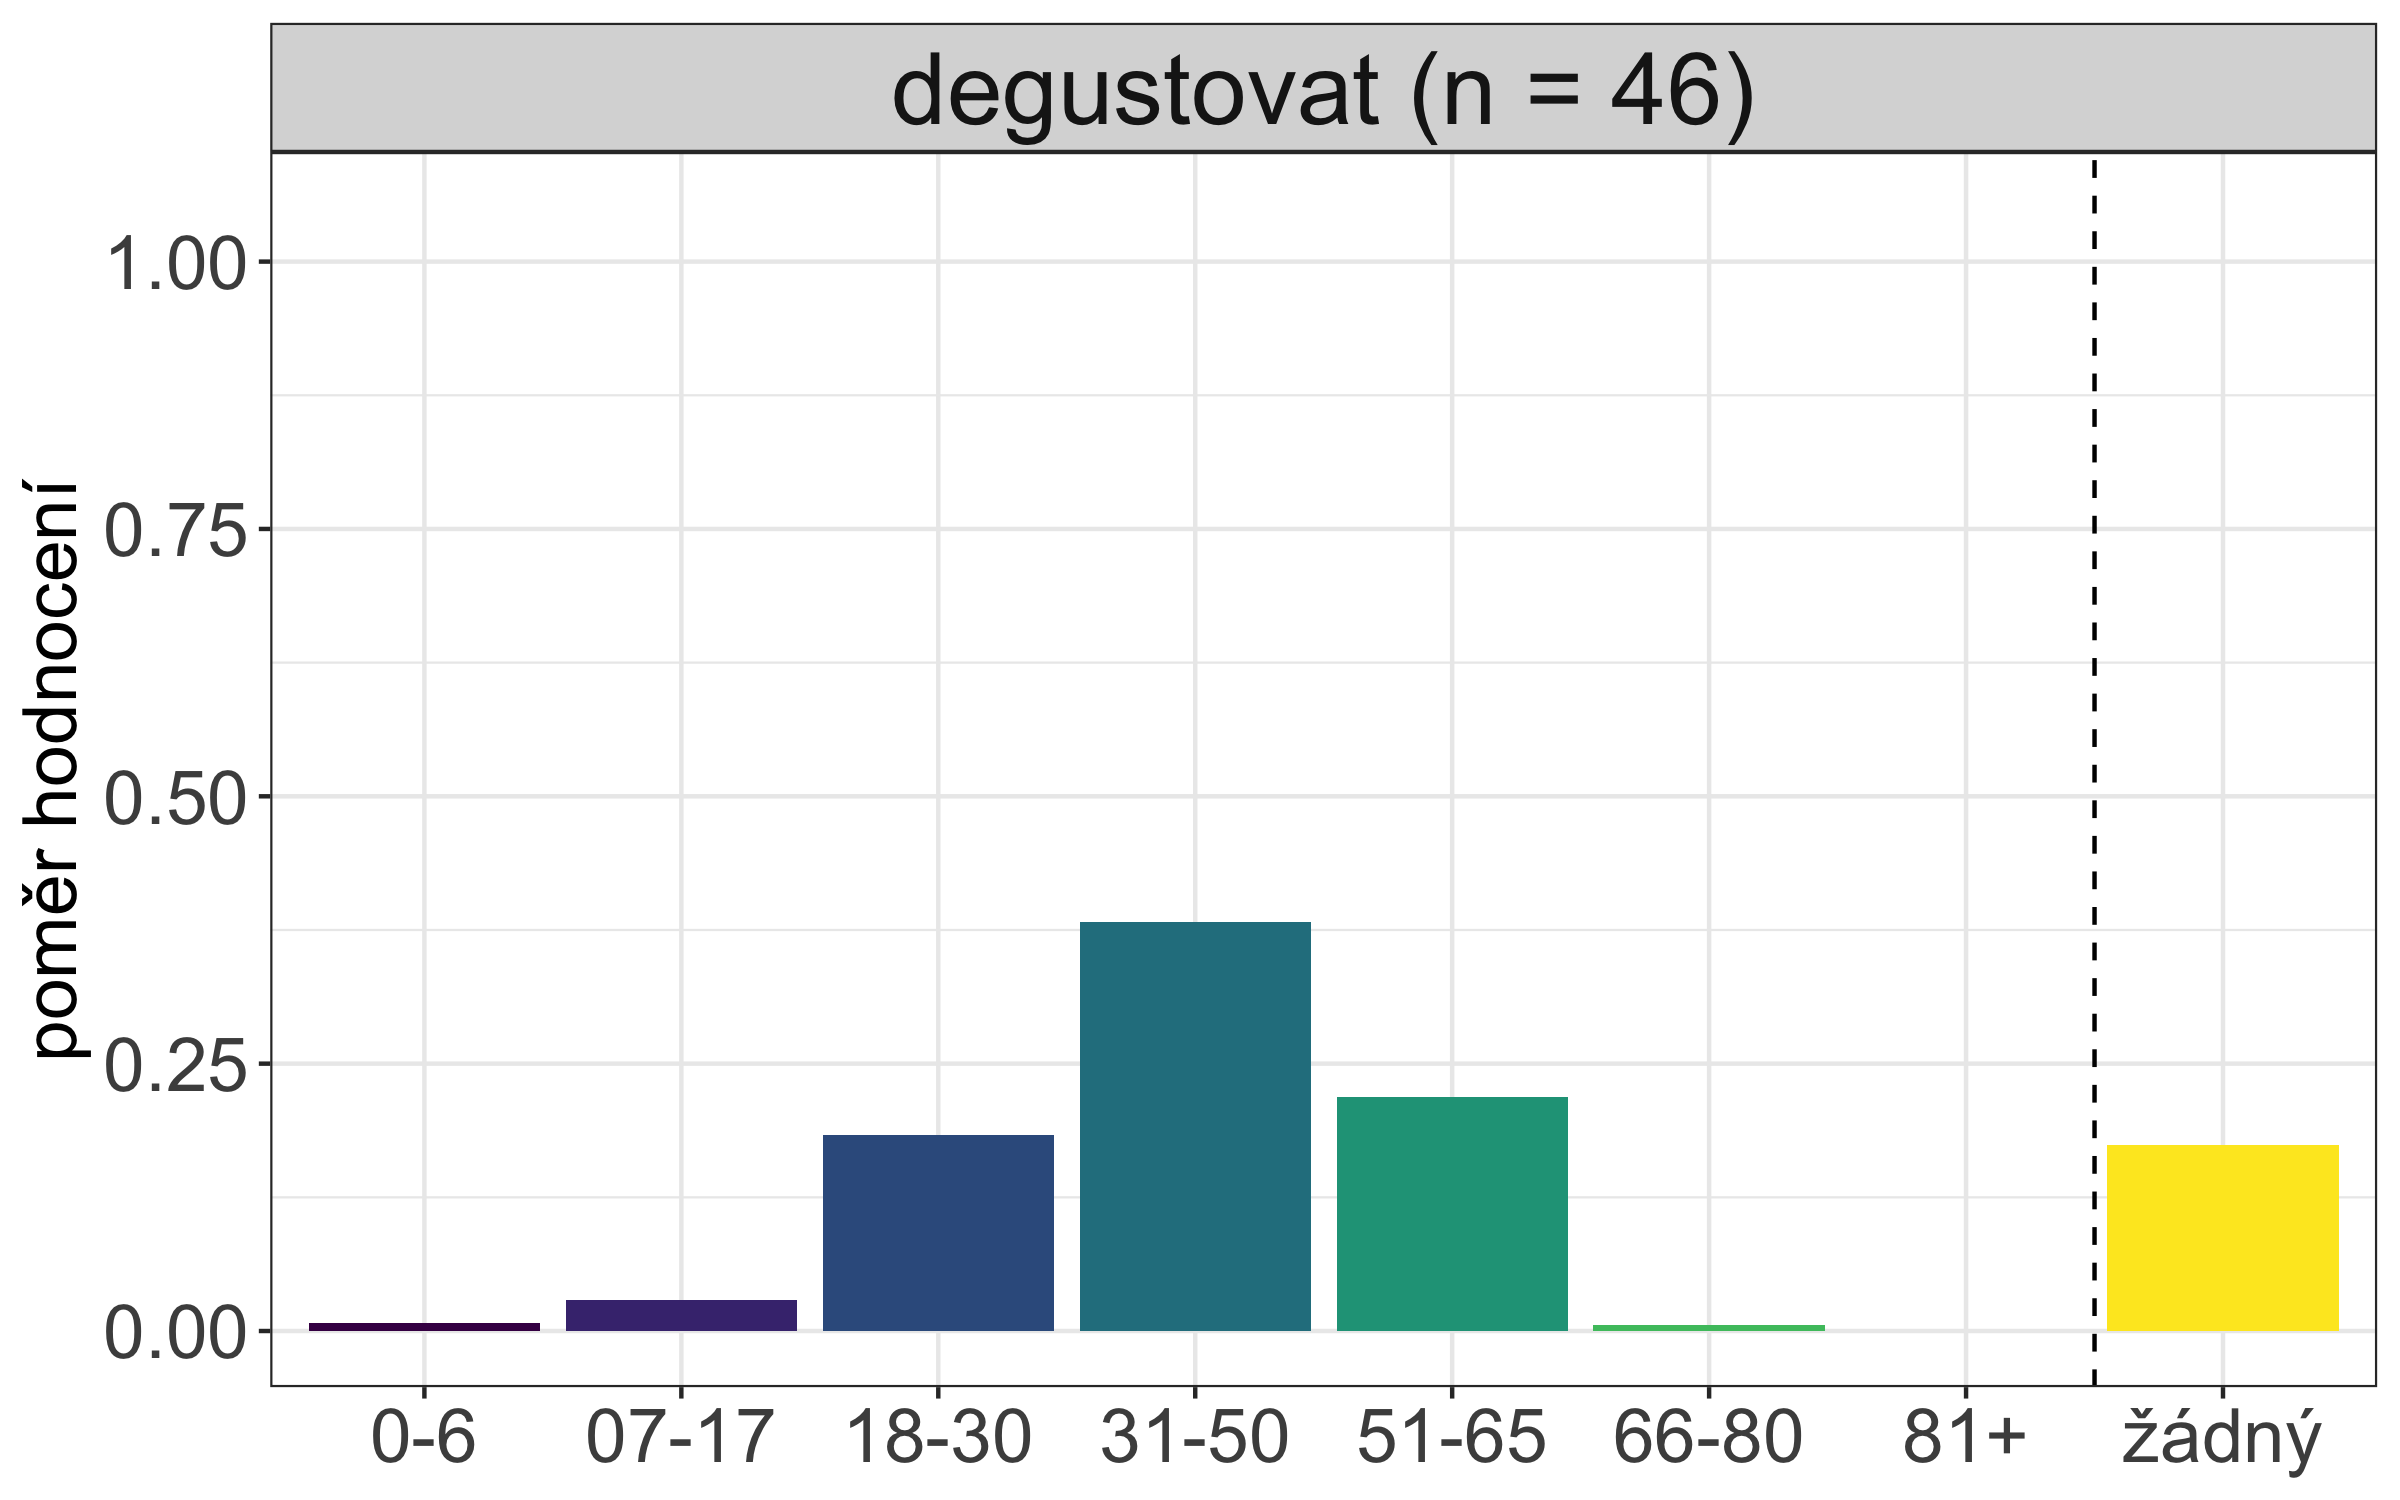 degustovat (n = 46)
poměr hodnocení
1.00
0.75
0.50
0.25
0.00
0-6 07-17 18-30 31-50 51-65 66-80 81+ žádný